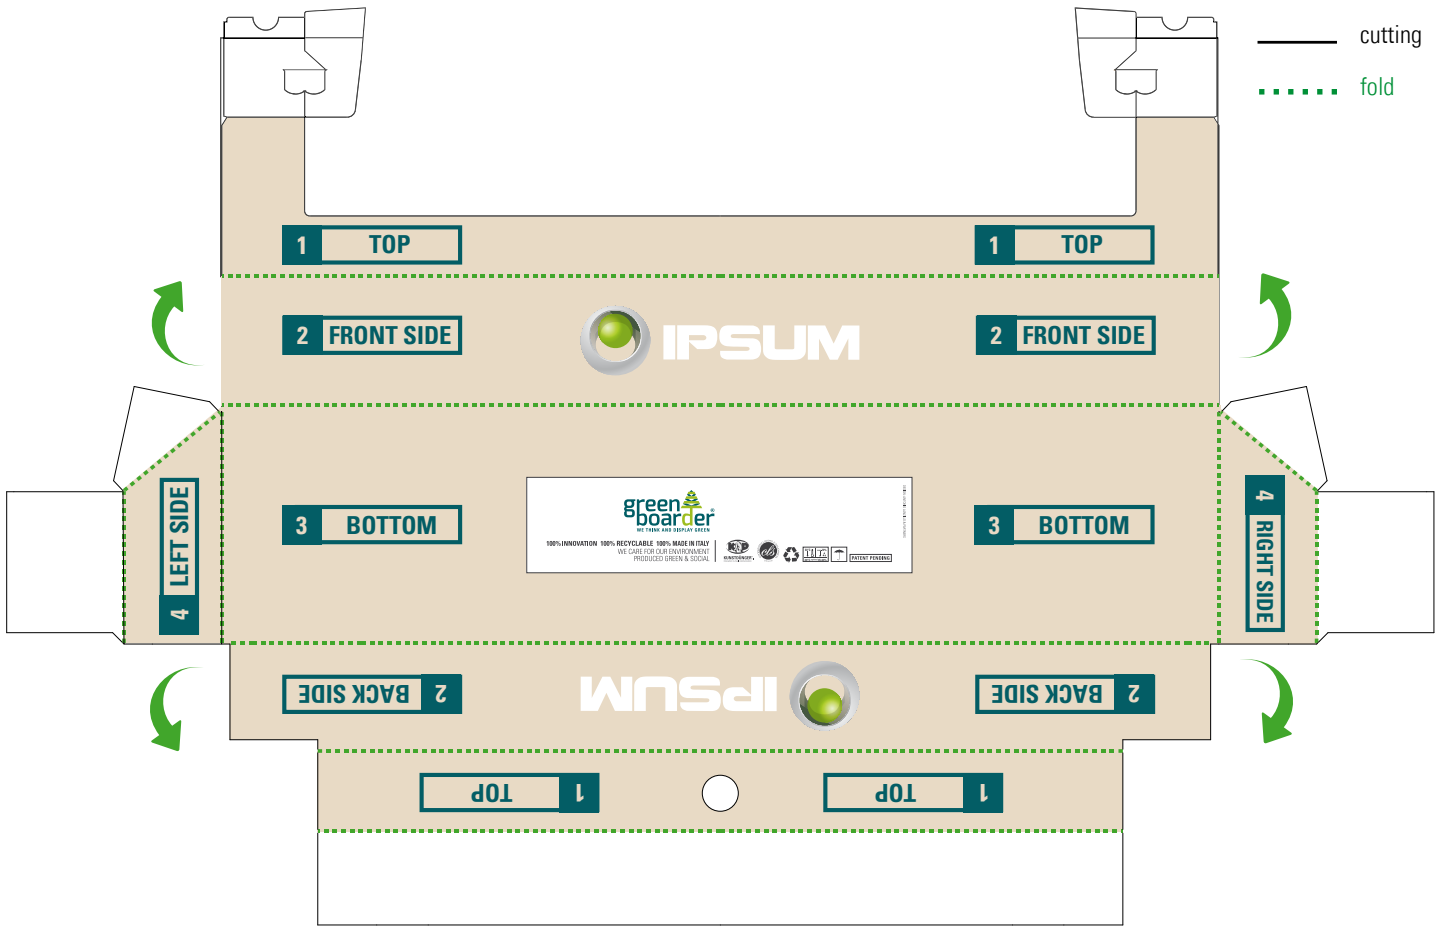 cutting
fold
1 TOP
1 TOP
2 FRONT SIDE
IPSUM
2 FRONT SIDE
4 LEFT SIDE
3 BOTTOM
green
boarder®
WE THINK AND DISPLAY GREEN
100% INNOVATION 100% RECYCLABLE 100% MADE IN ITALY
WE CARE FOR OUR ENVIRONMENT
PRODUCED GREEN & SOCIAL
KUNSTDÜNGER
els
PATENT PENDING
3 BOTTOM
4 RIGHT SIDE
2 BACK SIDE
IPSUM
2 BACK SIDE
1 TOP
1 TOP